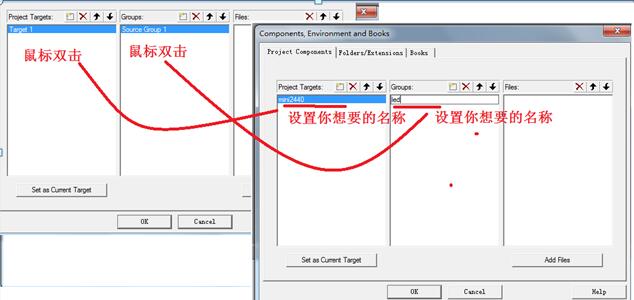 Project Targets:
Groups:
Files:
Target 1
Source Group 1
鼠标双击
鼠标双击
Set as Current Target
OK
Cancel
Components, Environment and Books
Project Components
Folders/Extensions
Books
Project Targets:
Groups:
Files:
mini2440
led
设置你想要的名称
设置你想要的名称
Set as Current Target
Add Files
OK
Cancel
Help